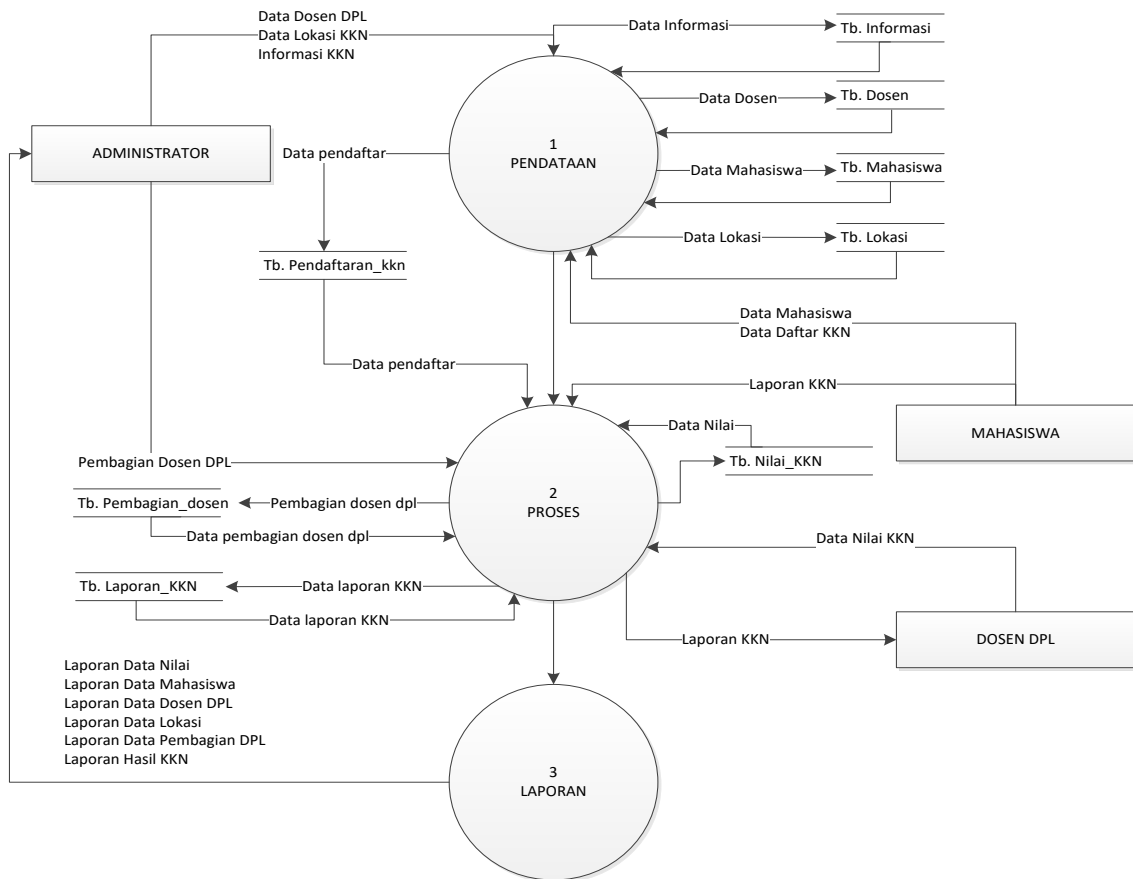 Data Dosen DPL
Data Lokasi KKN
Informasi KKN
Data Informasi
Tb. Informasi
Data Dosen
Tb. Dosen
ADMINISTRATOR
Data pendaftar
1
PENDATAAN
Data Mahasiswa
Tb. Mahasiswa
Data Lokasi
Tb. Lokasi
Tb. Pendaftaran_kkn
Data Mahasiswa
Data Daftar KKN
Data pendaftar
Laporan KKN
MAHASISWA
Data Nilai
Tb. Nilai_KKN
Pembagian Dosen DPL
2
PROSES
Tb. Pembagian_dosen
Pembagian dosen dpl
Data pembagian dosen dpl
Data Nilai KKN
Tb. Laporan_KKN
Data laporan KKN
Data laporan KKN
Laporan KKN
DOSEN DPL
Laporan Data Nilai
Laporan Data Mahasiswa
Laporan Data Dosen DPL
Laporan Data Lokasi
Laporan Data Pembagian DPL
Laporan Hasil KKN
3
LAPORAN